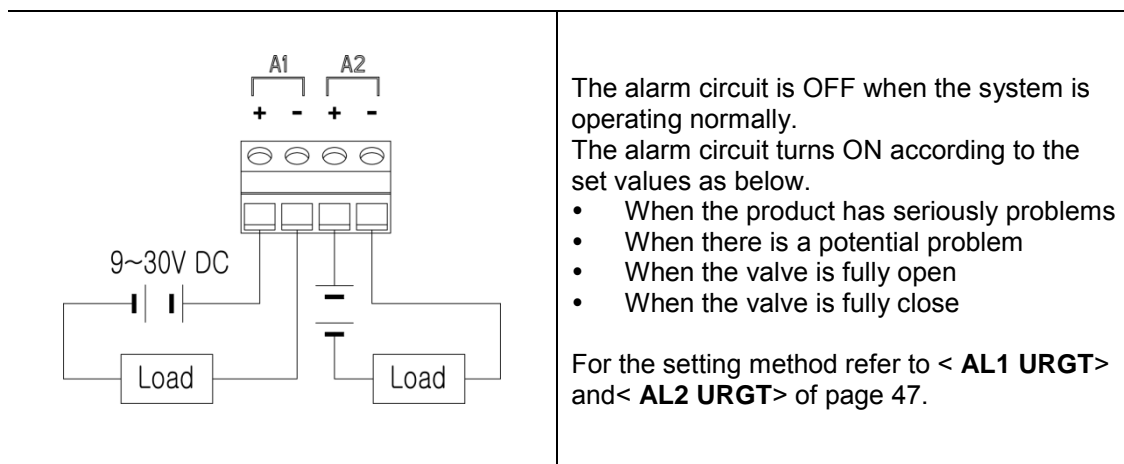 A1 A2
+ - + -
9~30V DC
Load Load
The alarm circuit is OFF when the system is
operating normally.
The alarm circuit turns ON according to the
set values as below.
• When the product has seriously problems
• When there is a potential problem
• When the valve is fully open
• When the valve is fully close
For the setting method refer to < AL1 URGT>
and< AL2 URGT> of page 47.